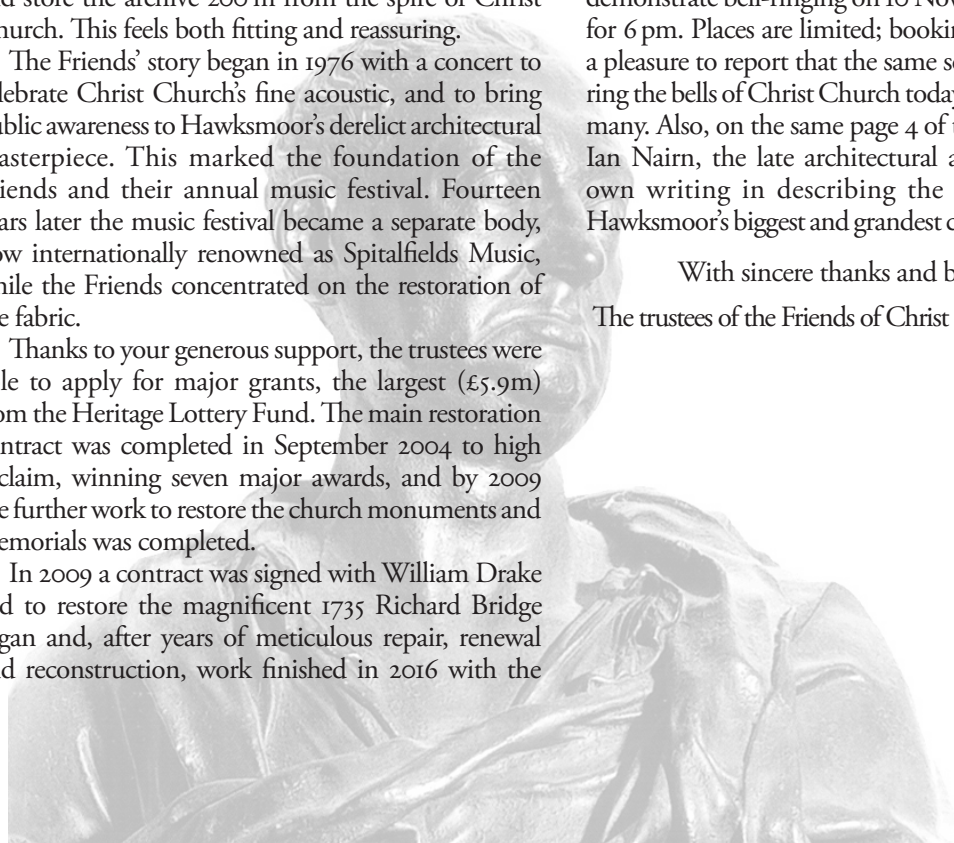 store the archive 200 m from the spire of Christ
urch. This feels both fitting and reassuring.
The Friends' story began in 1976 with a concert to
lebrate Christ Church's fine acoustic, and to bring
ublic awareness to Hawksmoor's derelict architectural
asterpiece. This marked the foundation of the
iends and their annual music festival. Fourteen
ars later the music festival became a separate body,
ow internationally renowned as Spitalfields Music,
hile the Friends concentrated on the restoration of
e fabric.
Thanks to your generous support, the trustees were
le to apply for major grants, the largest (£5.9m)
om the Heritage Lottery Fund. The main restoration
ntract was completed in September 2004 to high
claim, winning seven major awards, and by 2009
e further work to restore the church monuments and
emorials was completed.
In 2009 a contract was signed with William Drake
d to restore the magnificent 1735 Richard Bridge
gan and, after years of meticulous repair, renewal
d reconstruction, work finished in 2016 with the
demonstrate bell-ringing on 10 Nov
for 6 pm. Places are limited; bookin
a pleasure to report that the same s
ring the bells of Christ Church today
many. Also, on the same page 4 of
Ian Nairn, the late architectural a
own writing in describing the
Hawksmoor's biggest and grandest c
With sincere thanks and b
The trustees of the Friends of Christ